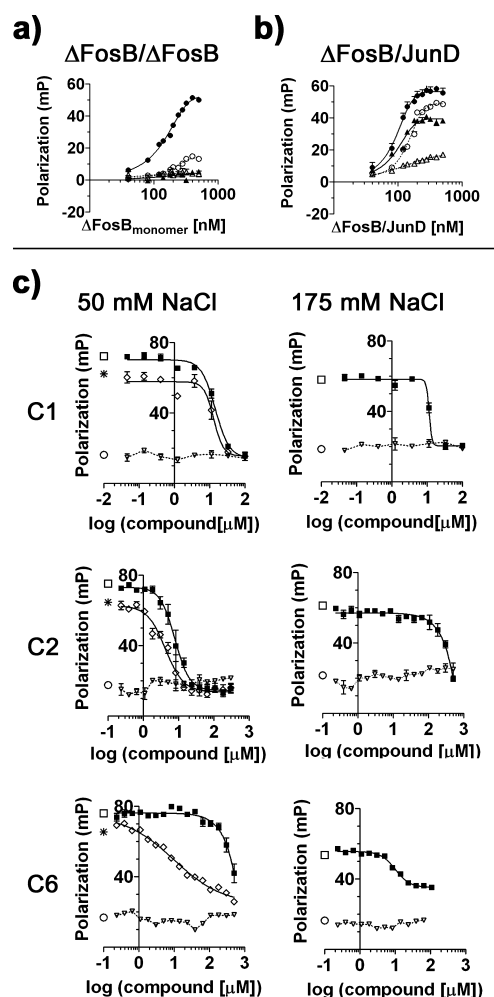 a) b)
ΔFosB/ΔFosB ΔFosB/JunD
Polarization (mP)
60
40
20
0
-20
100 1000
ΔFosBmonomer [nM]
Polarization (mP)
60
40
20
0
-20
100 1000
ΔFosB/JunD [nM]
c)
50 mM NaCl 175 mM NaCl
C1
Polarization (mP)
80
40
-2 -1 0 1 2
log (compound[μM])
Polarization (mP)
80
40
-2 -1 0 1 2
log (compound[μM])
C2
Polarization (mP)
80
40
-1 0 1 2 3
log (compound [μM])
Polarization (mP)
80
40
-1 0 1 2 3
log (compound [μM])
C6
Polarization (mP)
80
40
-1 0 1 2 3
log (compound [μM])
Polarization (mP)
80
40
-1 0 1 2 3
log (compound [μM])